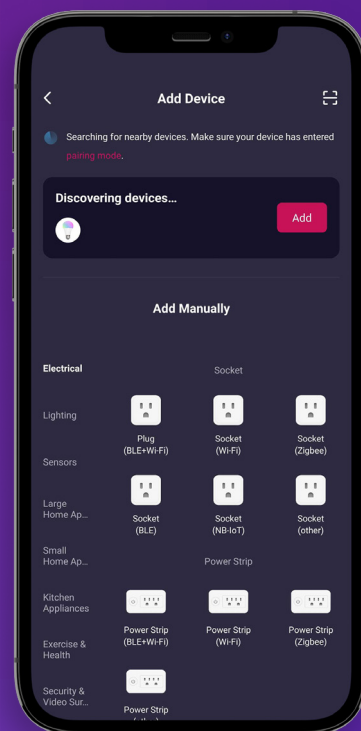 Add Device
Searching for nearby devices. Make sure your device has entered
pairing mode.
Discovering devices...
Add
Add Manually
Electrical
Lighting
Sensors
Large
Home Ap...
Small
Home Ap...
Kitchen
Appliances
Exercise &
Health
Security &
Video Sur...
Socket
Plug
(BLE+Wi-Fi)
Socket
(Wi-Fi)
Socket
(Zigbee)
Socket
(BLE)
Socket
(NB-IoT)
Socket
(other)
Power Strip
Power Strip
(BLE+Wi-Fi)
Power Strip
(Wi-Fi)
Power Strip
(Zigbee)
Power Strip
(other)